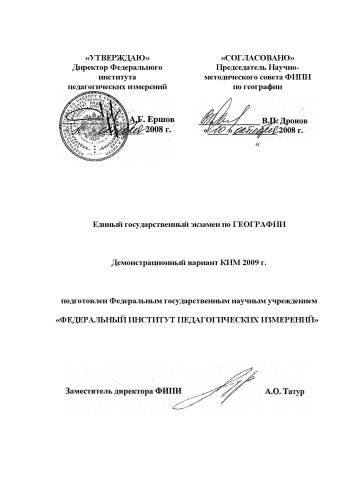 «УТВЕРЖДАЮ»
Директор Федерального
института
педагогических измерений
А.Г. Ершов
2008 г.
«СОГЛАСОВАНО»
Председатель Научно-
методического совета ФИПИ
по географии
В.П. Дронов
«10» октября 2008 г.
«
Единый государственный экзамен по ГЕОГРАФИИ
Демонстрационный вариант КИМ 2009 г.
подготовлен Федеральным государственным научным учреждением
«ФЕДЕРАЛЬНЫЙ ИНСТИТУТ ПЕДАГОГИЧЕСКИХ ИЗМЕРЕНИЙ»
Заместитель директора ФИПИ
А.О. Татур